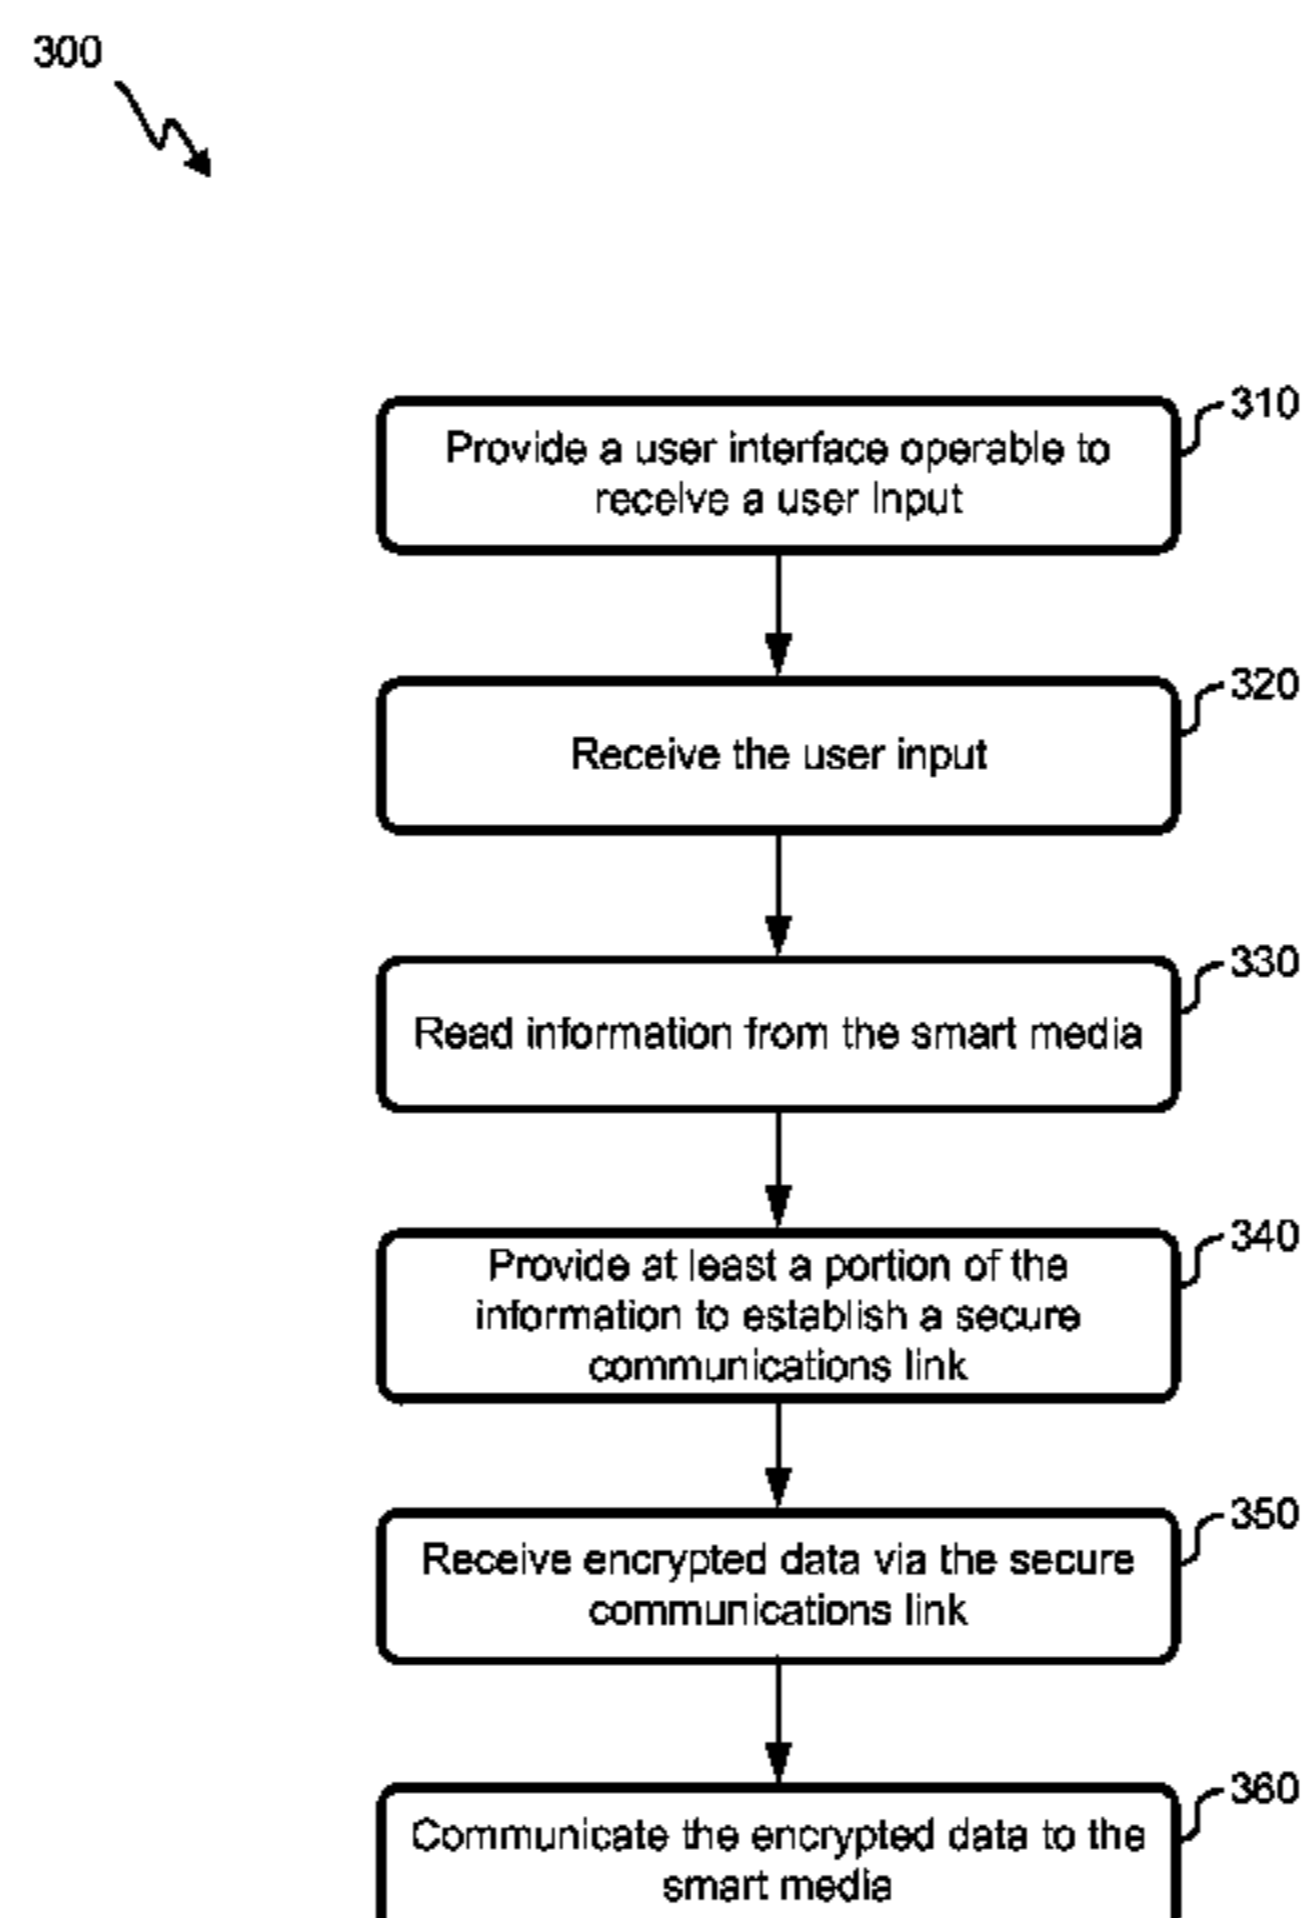 300
310
Provide a user interface operable to
receive a user input
320
Receive the user input
330
Read information from the smart media
340
Provide at least a portion of the
information to establish a secure
communications link
350
Receive encrypted data via the secure
communications link
360
Communicate the encrypted data to the
smart media